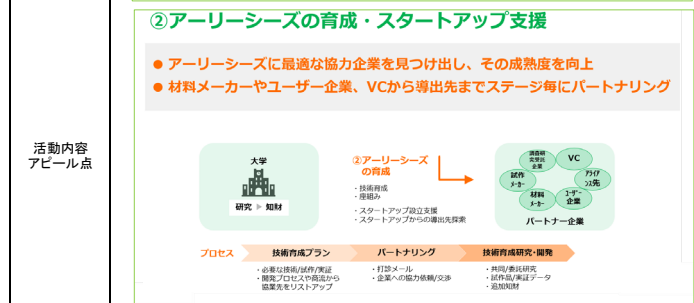 ②アーリーシーズの育成・スタートアップ支援
● アーリーシーズに最適な協力企業を見つけ出し、その成熟度を向上
● 材料メーカーやユーザー企業、VCから導出先までステージ毎にパートナリング
活動内容
アピール点
大学
研究 ▶ 知財
②アーリーシーズ
の育成
・技術育成
・座組み
・スタートアップ設立支援
・スタートアップからの導出先探索
調査研
究受託
企業
VC
試作
メーカー
アライア
ンス先
材料
メーカー
ユーザー
企業
パートナー企業
プロセス
技術育成プラン
パートナリング
技術育成研究・開発
・必要な技術/試作/実証
・開発プロセスや商流から
協業先をリストアップ
・打診メール
・企業への協力依頼/交渉
・共同/委託研究
・試作品/実証データ
・追加知財